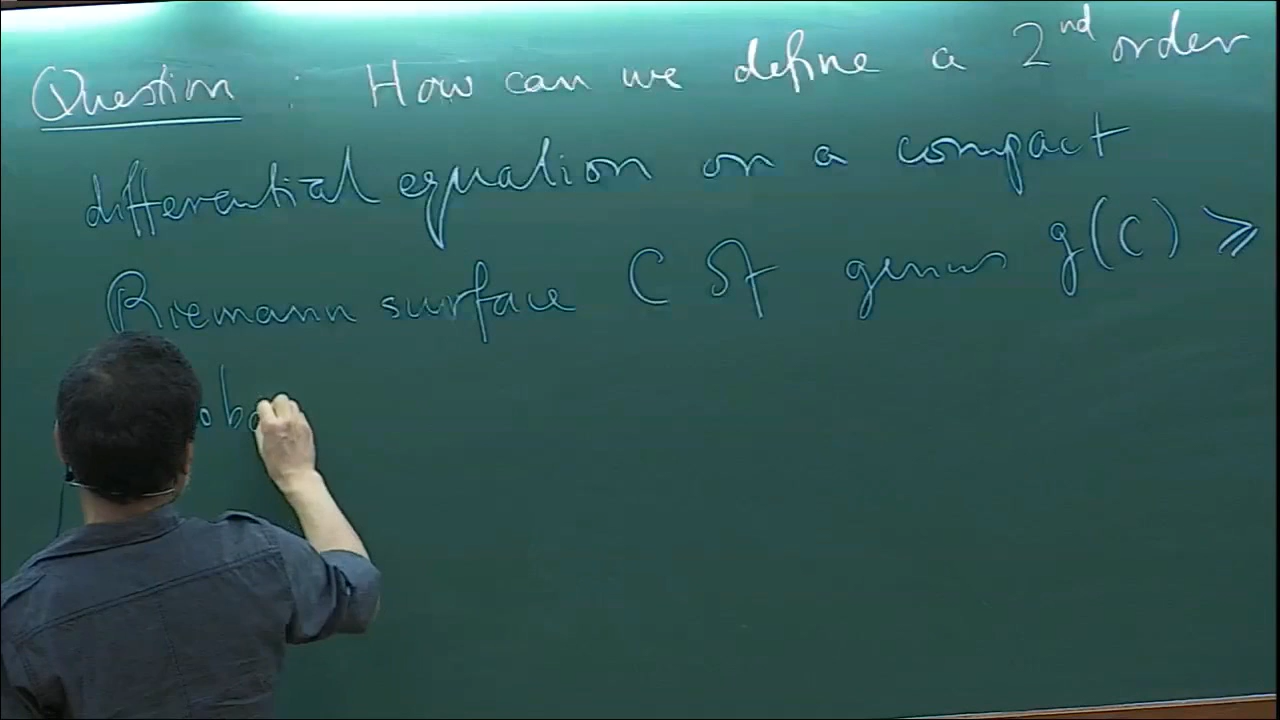 Question : How can we define a 2nd order
differential equation on a compact
Riemann surface C of genus g(C) ≥